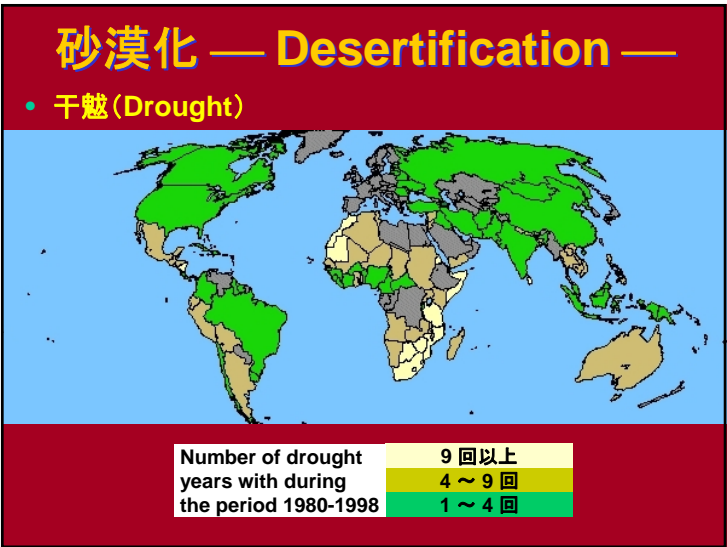 砂漠化 — Desertification —
• 干魃（Drought）
Number of drought
years with during
the period 1980-1998
9 回以上
4 ～ 9 回
1 ～ 4 回